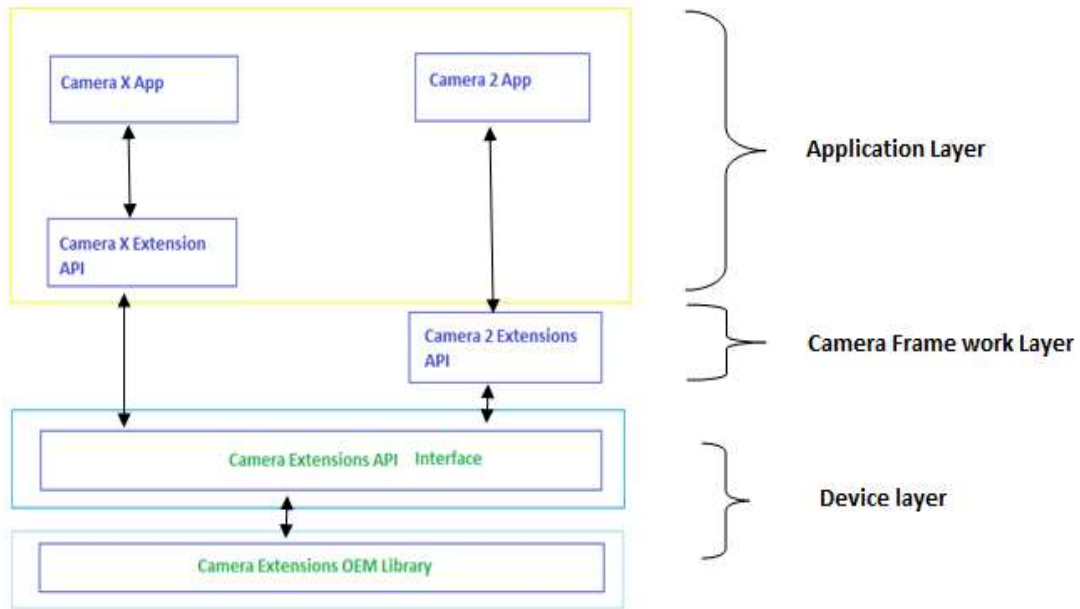 Camera X App
Camera 2 App
Application Layer
Camera X Extension
API
Camera 2 Extensions
API
Camera Frame work Layer
Camera Extensions API Interface
Device layer
Camera Extensions OEM Library